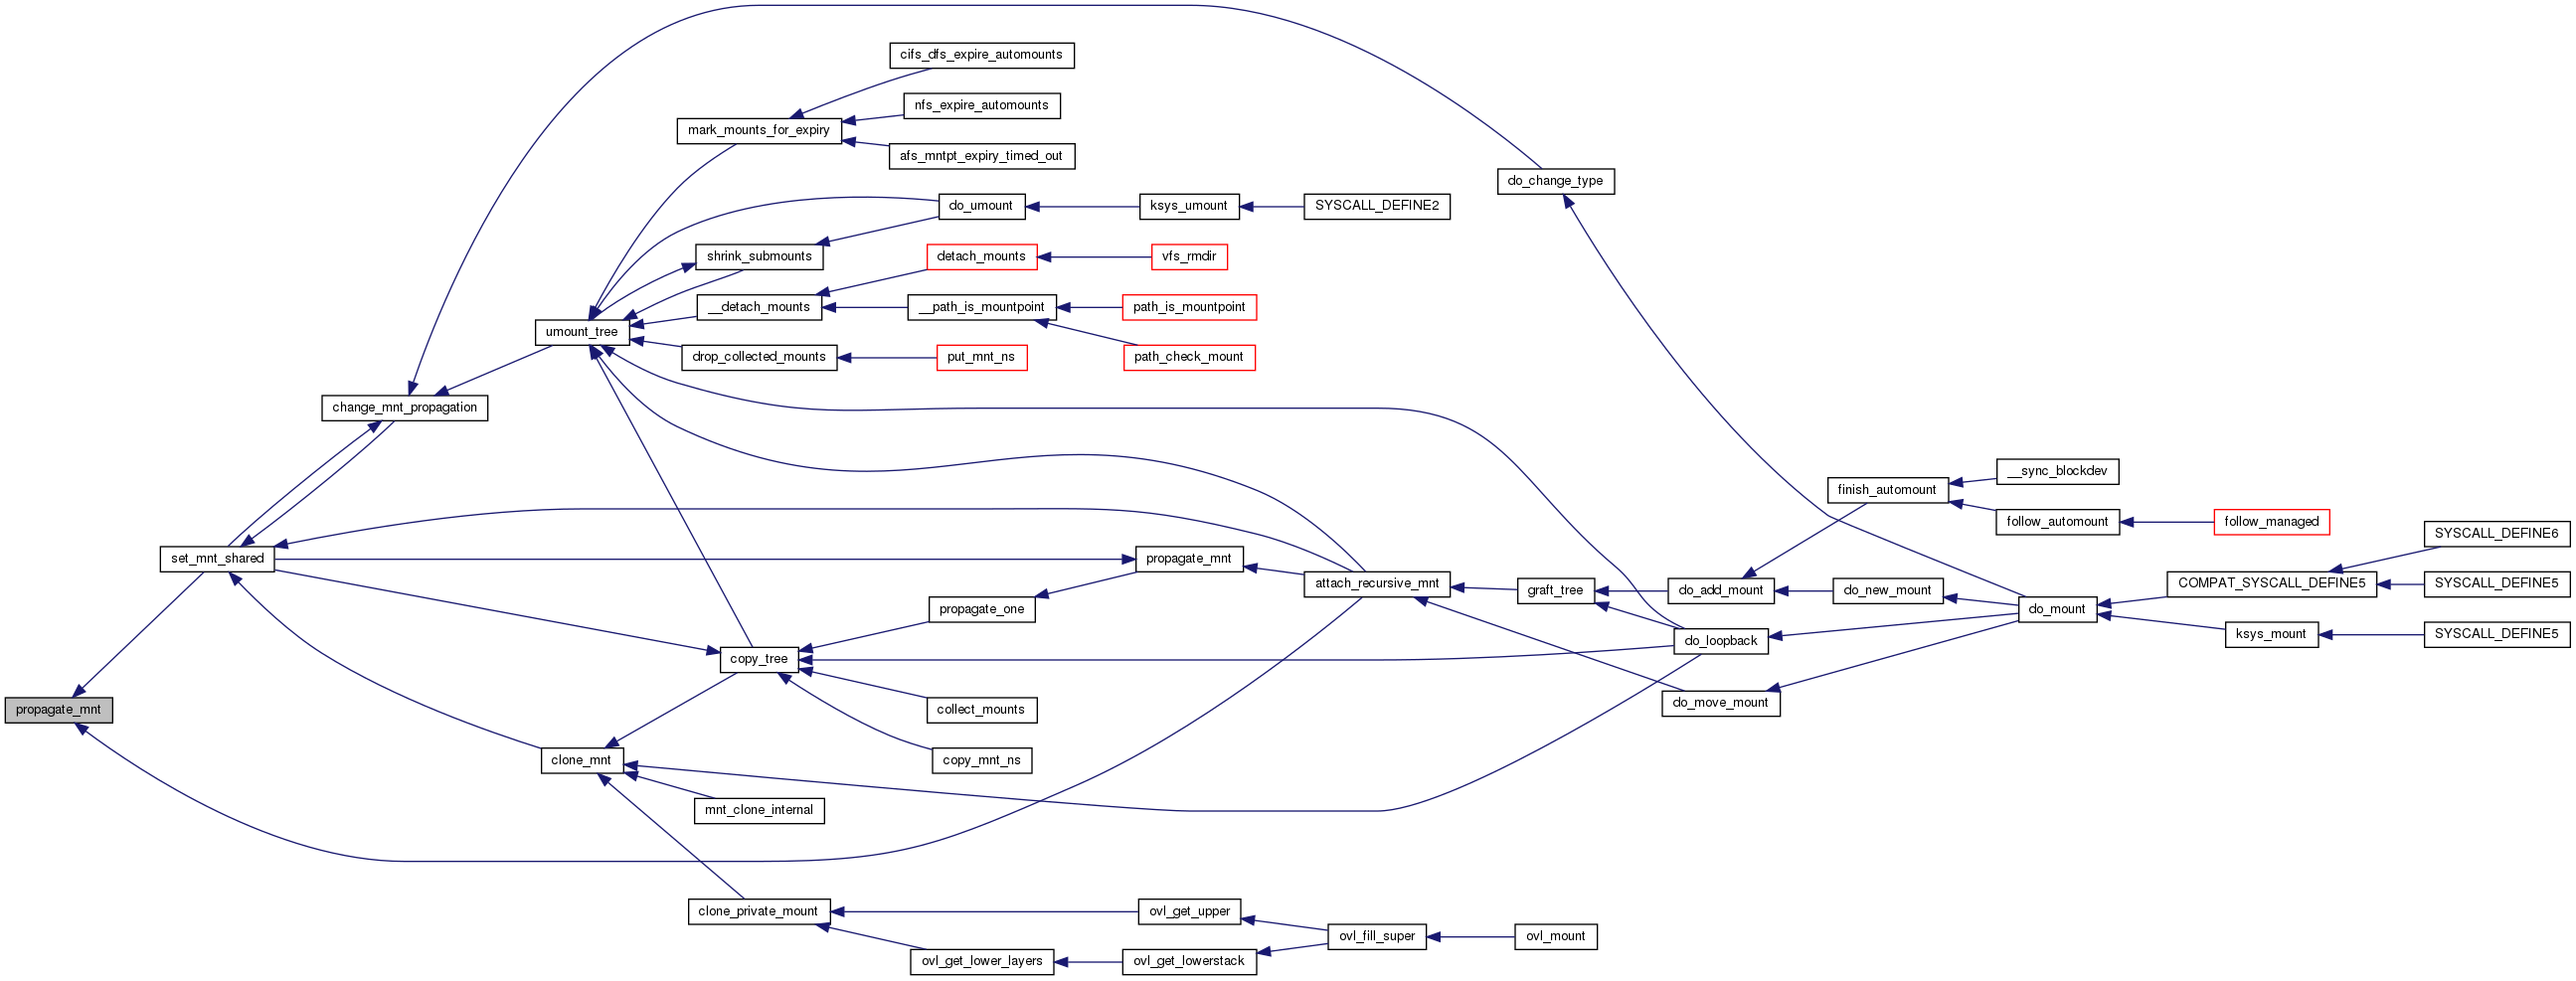 cifs_dfs_expire_automounts
nfs_expire_automounts
mark_mounts_for_expiry
afs_mntpt_expiry_timed_out
do_change_type
do_umount
ksys_umount
SYSCALL_DEFINE2
shrink_submounts
detach_mounts
vfs_rmdir
__detach_mounts
__path_is_mountpoint
path_is_mountpoint
umount_tree
drop_collected_mounts
put_mnt_ns
path_check_mount
change_mnt_propagation
__sync_blockdev
finish_automount
follow_automount
follow_managed
SYSCALL_DEFINE6
set_mnt_shared
propagate_mnt
attach_recursive_mnt
graft_tree
do_add_mount
do_new_mount
COMPAT_SYSCALL_DEFINE5
SYSCALL_DEFINE5
propagate_one
do_mount
do_loopback
ksys_mount
SYSCALL_DEFINE5
copy_tree
propagate_mnt
collect_mounts
do_move_mount
clone_mnt
copy_mnt_ns
mnt_clone_internal
clone_private_mount
ovl_get_upper
ovl_fill_super
ovl_mount
ovl_get_lower_layers
ovl_get_lowerstack